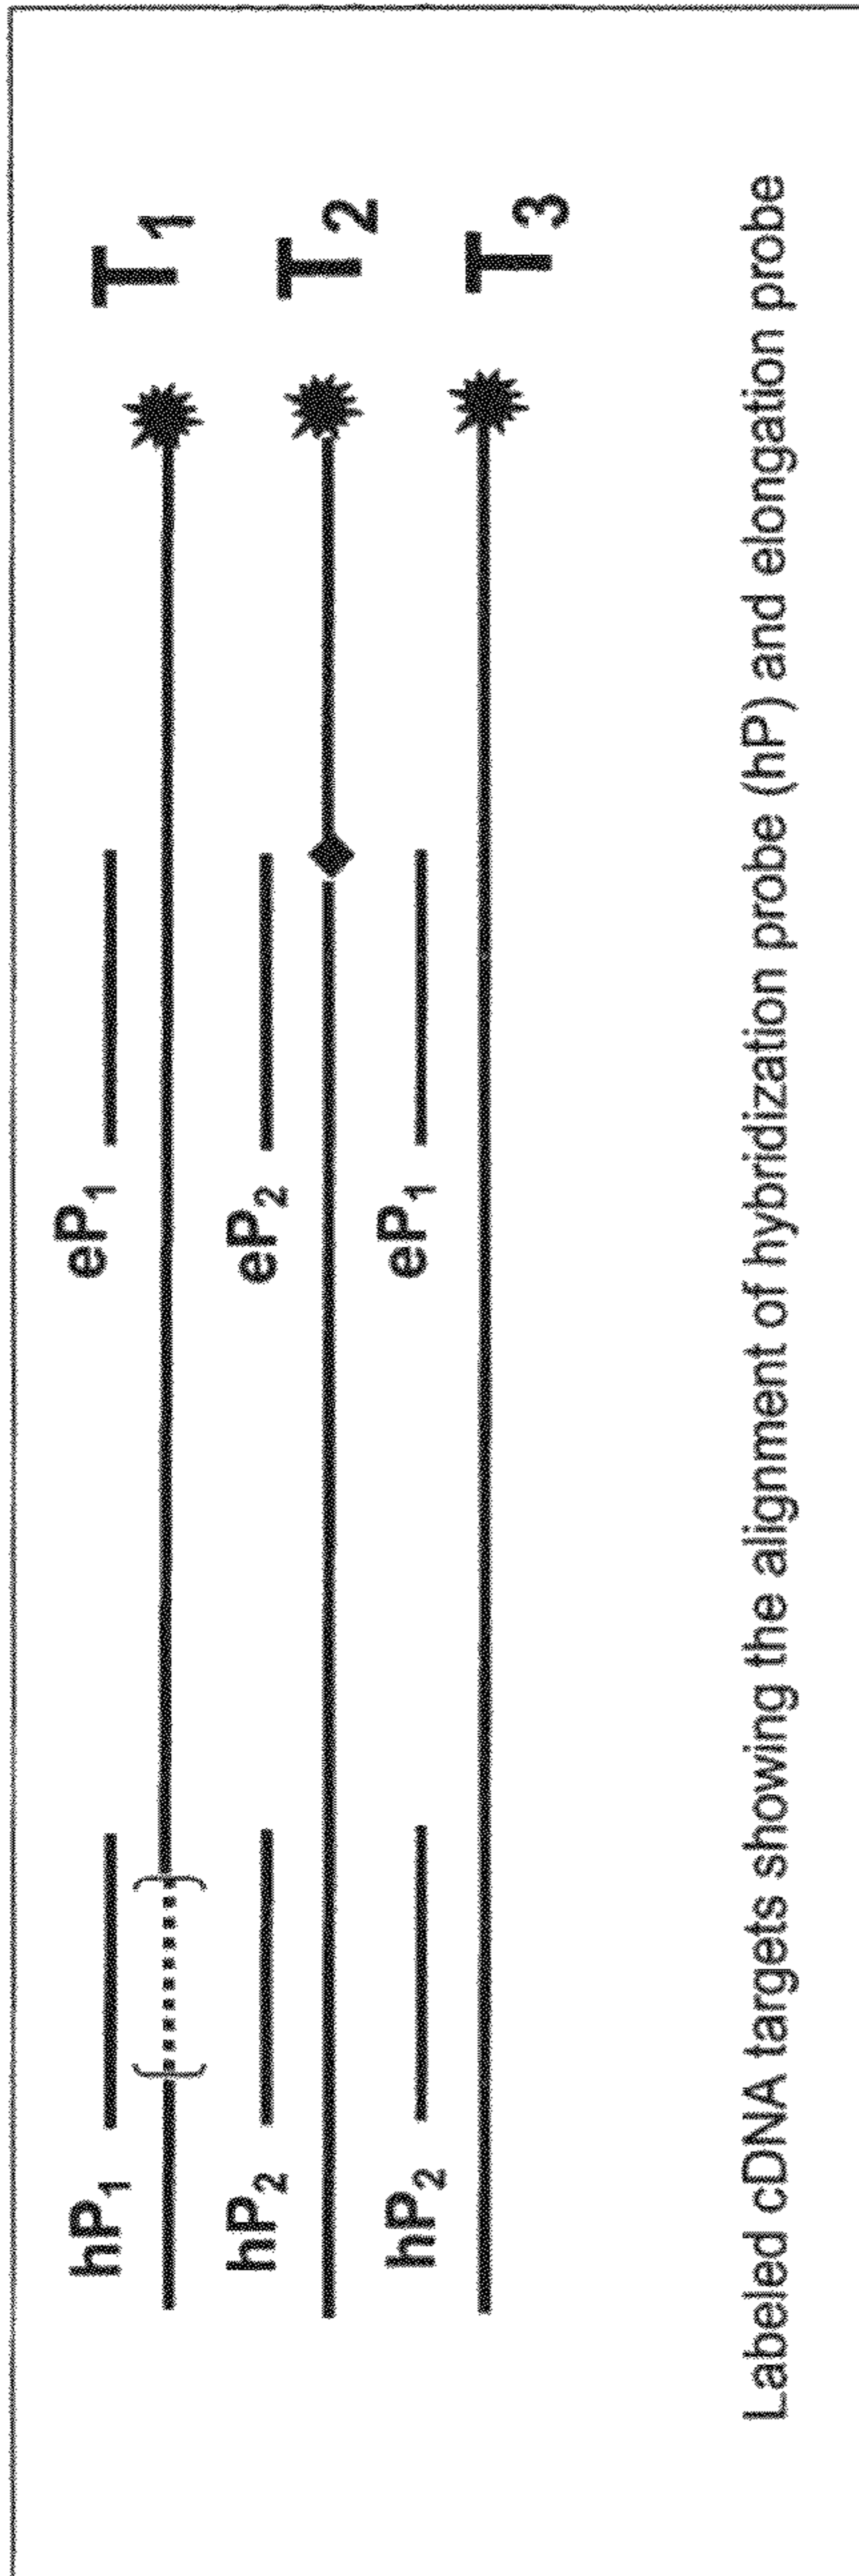 hP1 eP1 T1
hP2 eP2 T2
hP2 eP1 T3
Labeled cDNA targets showing the alignment of hybridization probe (hP) and elongation probe